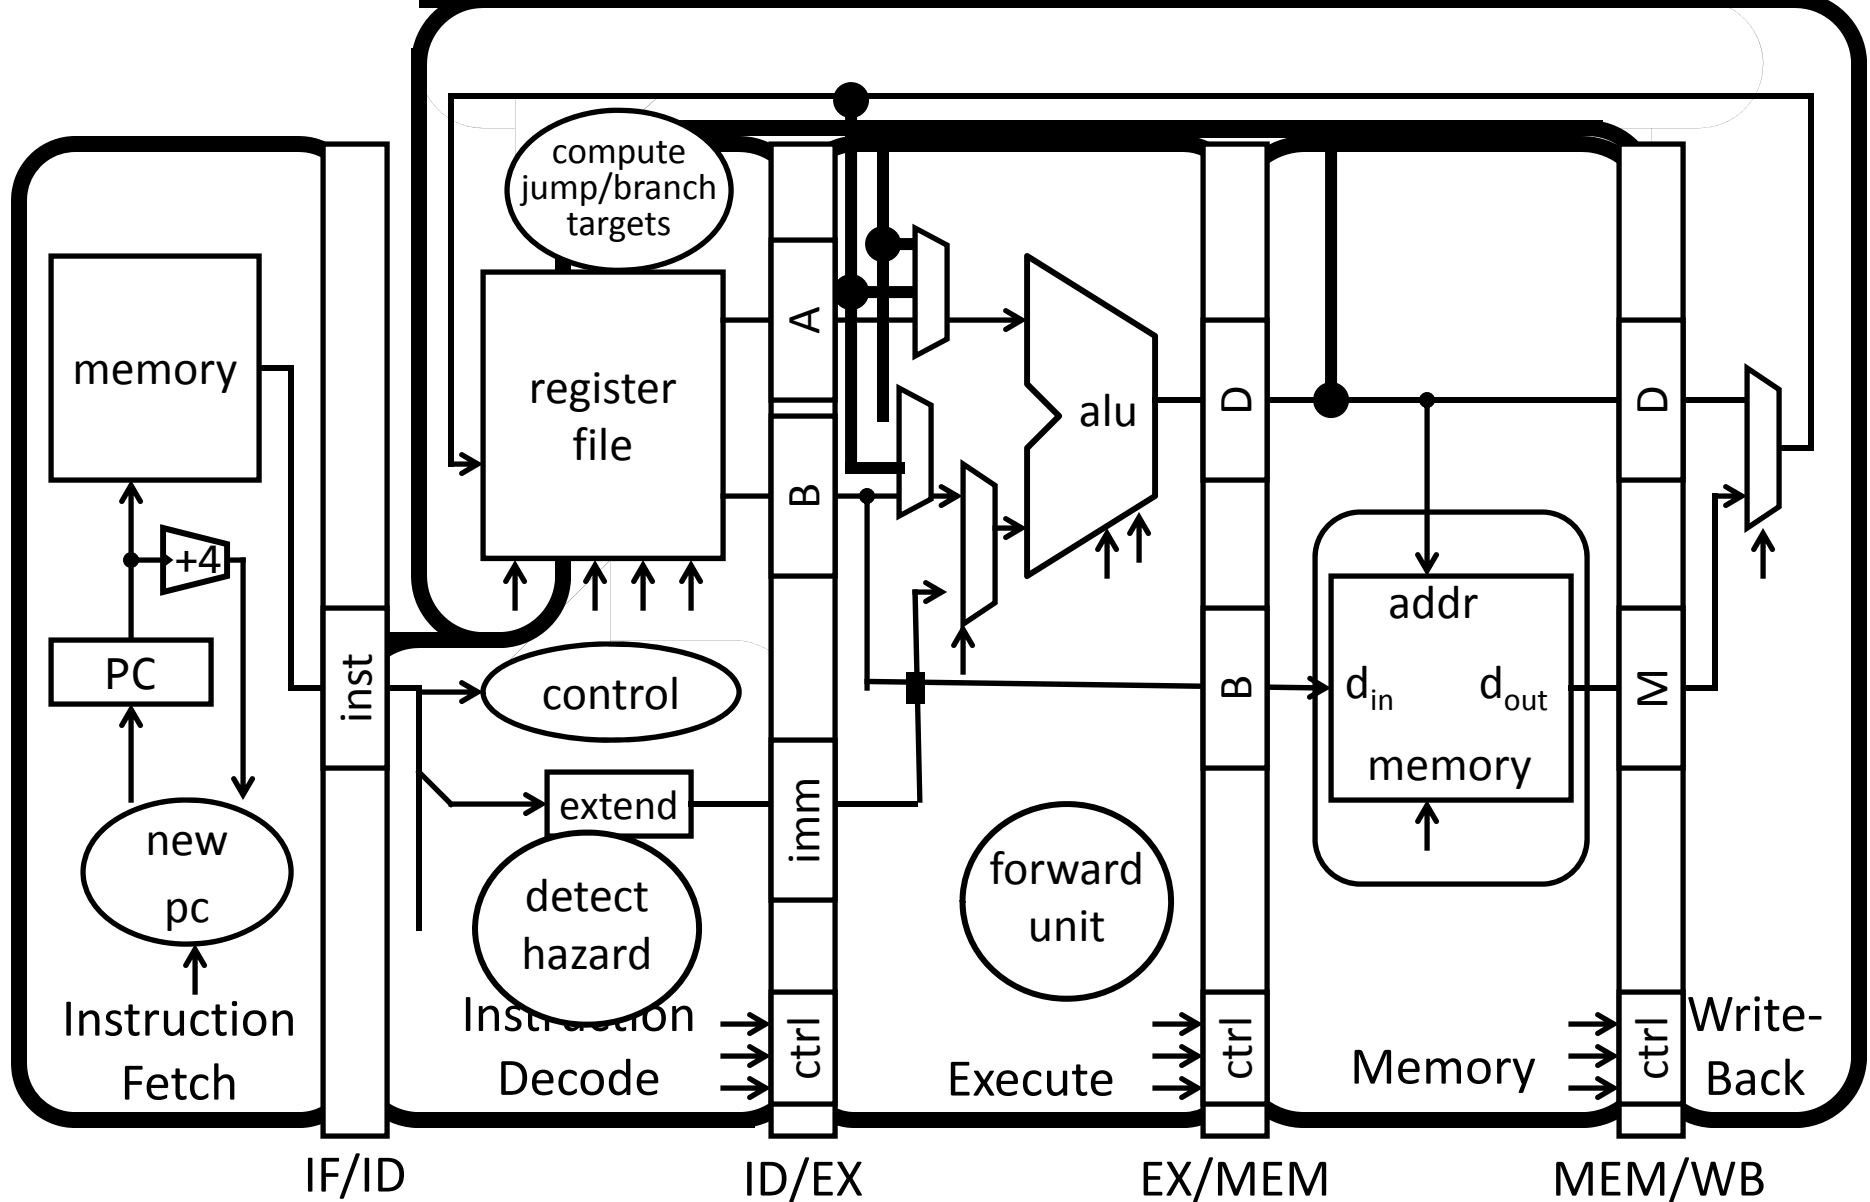 compute
jump/branch
targets
memory
register
file
alu
A
B
D
D
+4
PC
inst
control
extend
imm
new
pc
detect
hazard
forward
unit
B
addr
d_in
d_out
memory
M
Instruction
Fetch
Instruction
Decode
ctrl
Execute
ctrl
Memory
ctrl
Write-
Back
IF/ID
ID/EX
EX/MEM
MEM/WB